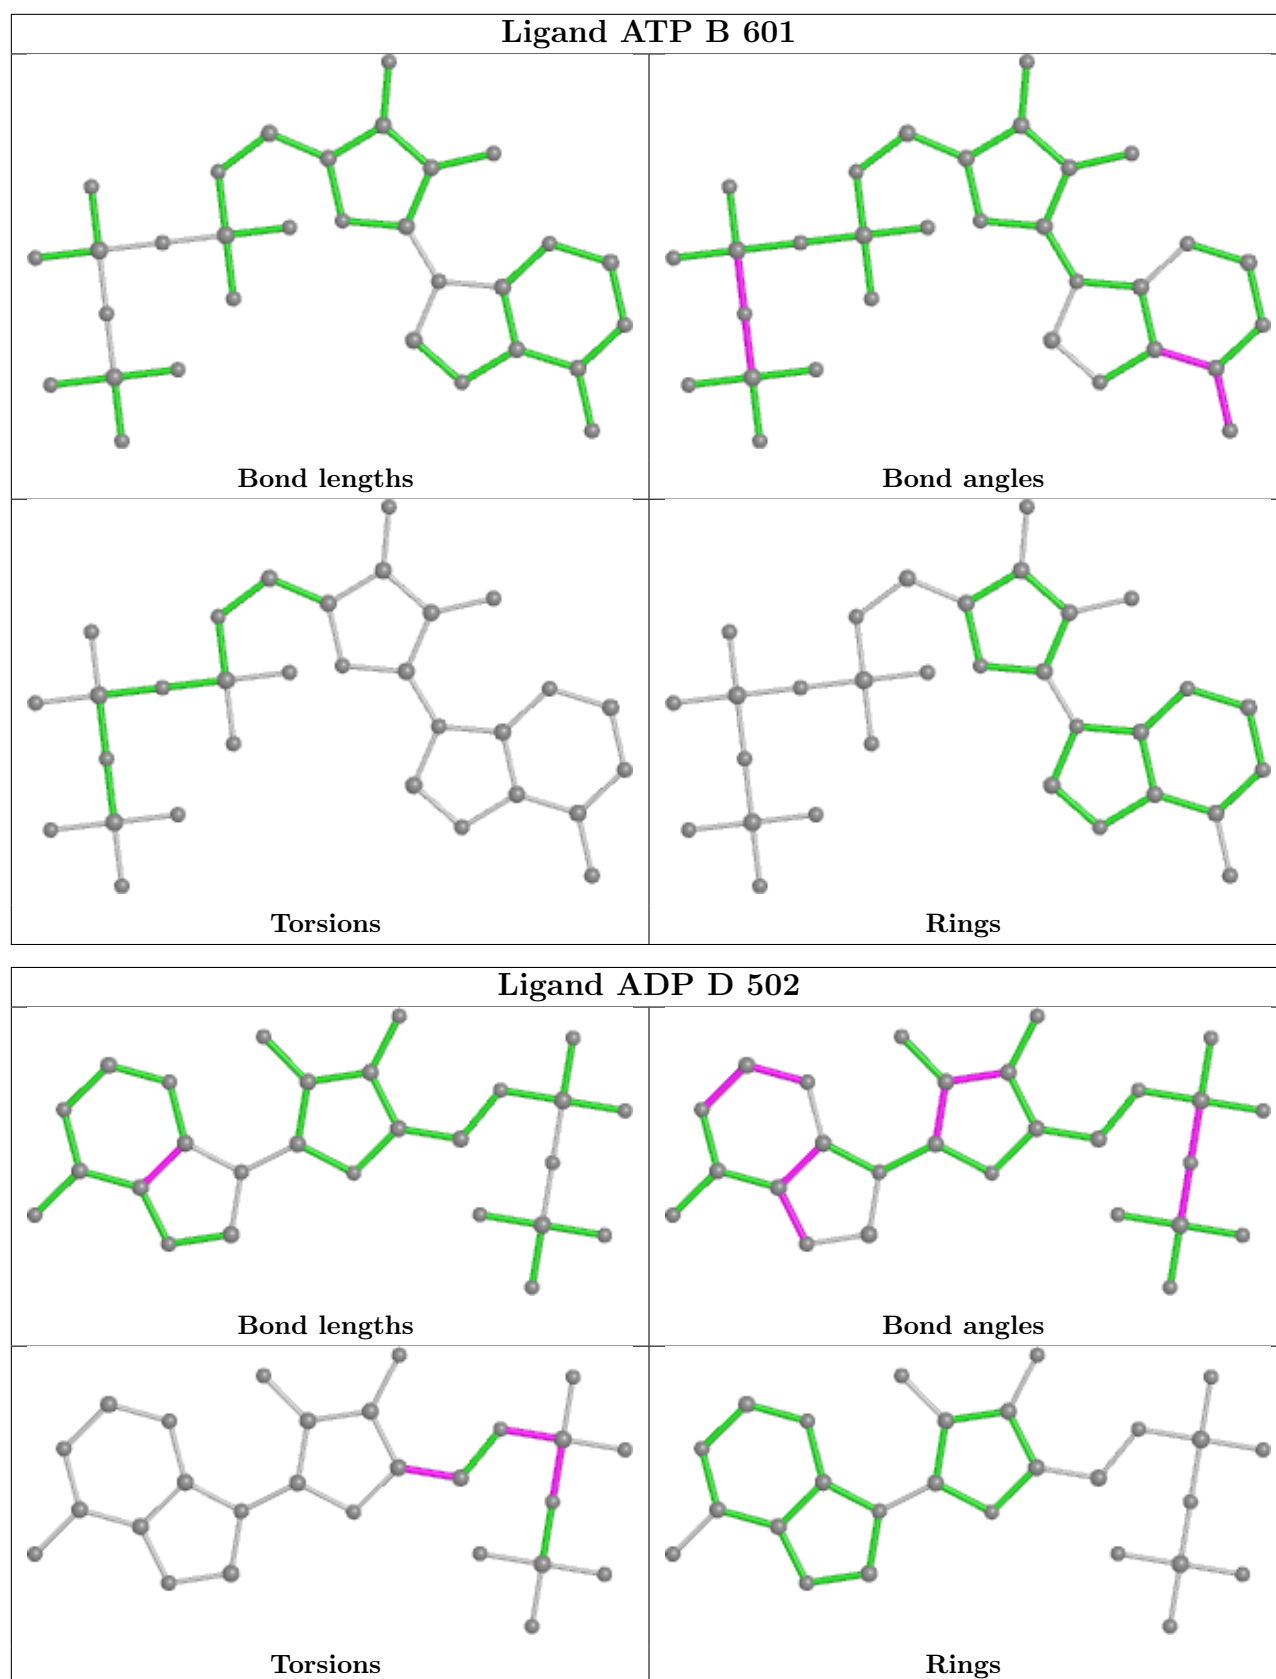 Ligand ATP B 601
Bond lengths
Bond angles
Torsions
Rings
Ligand ADP D 502
Bond lengths
Bond angles
Torsions
Rings